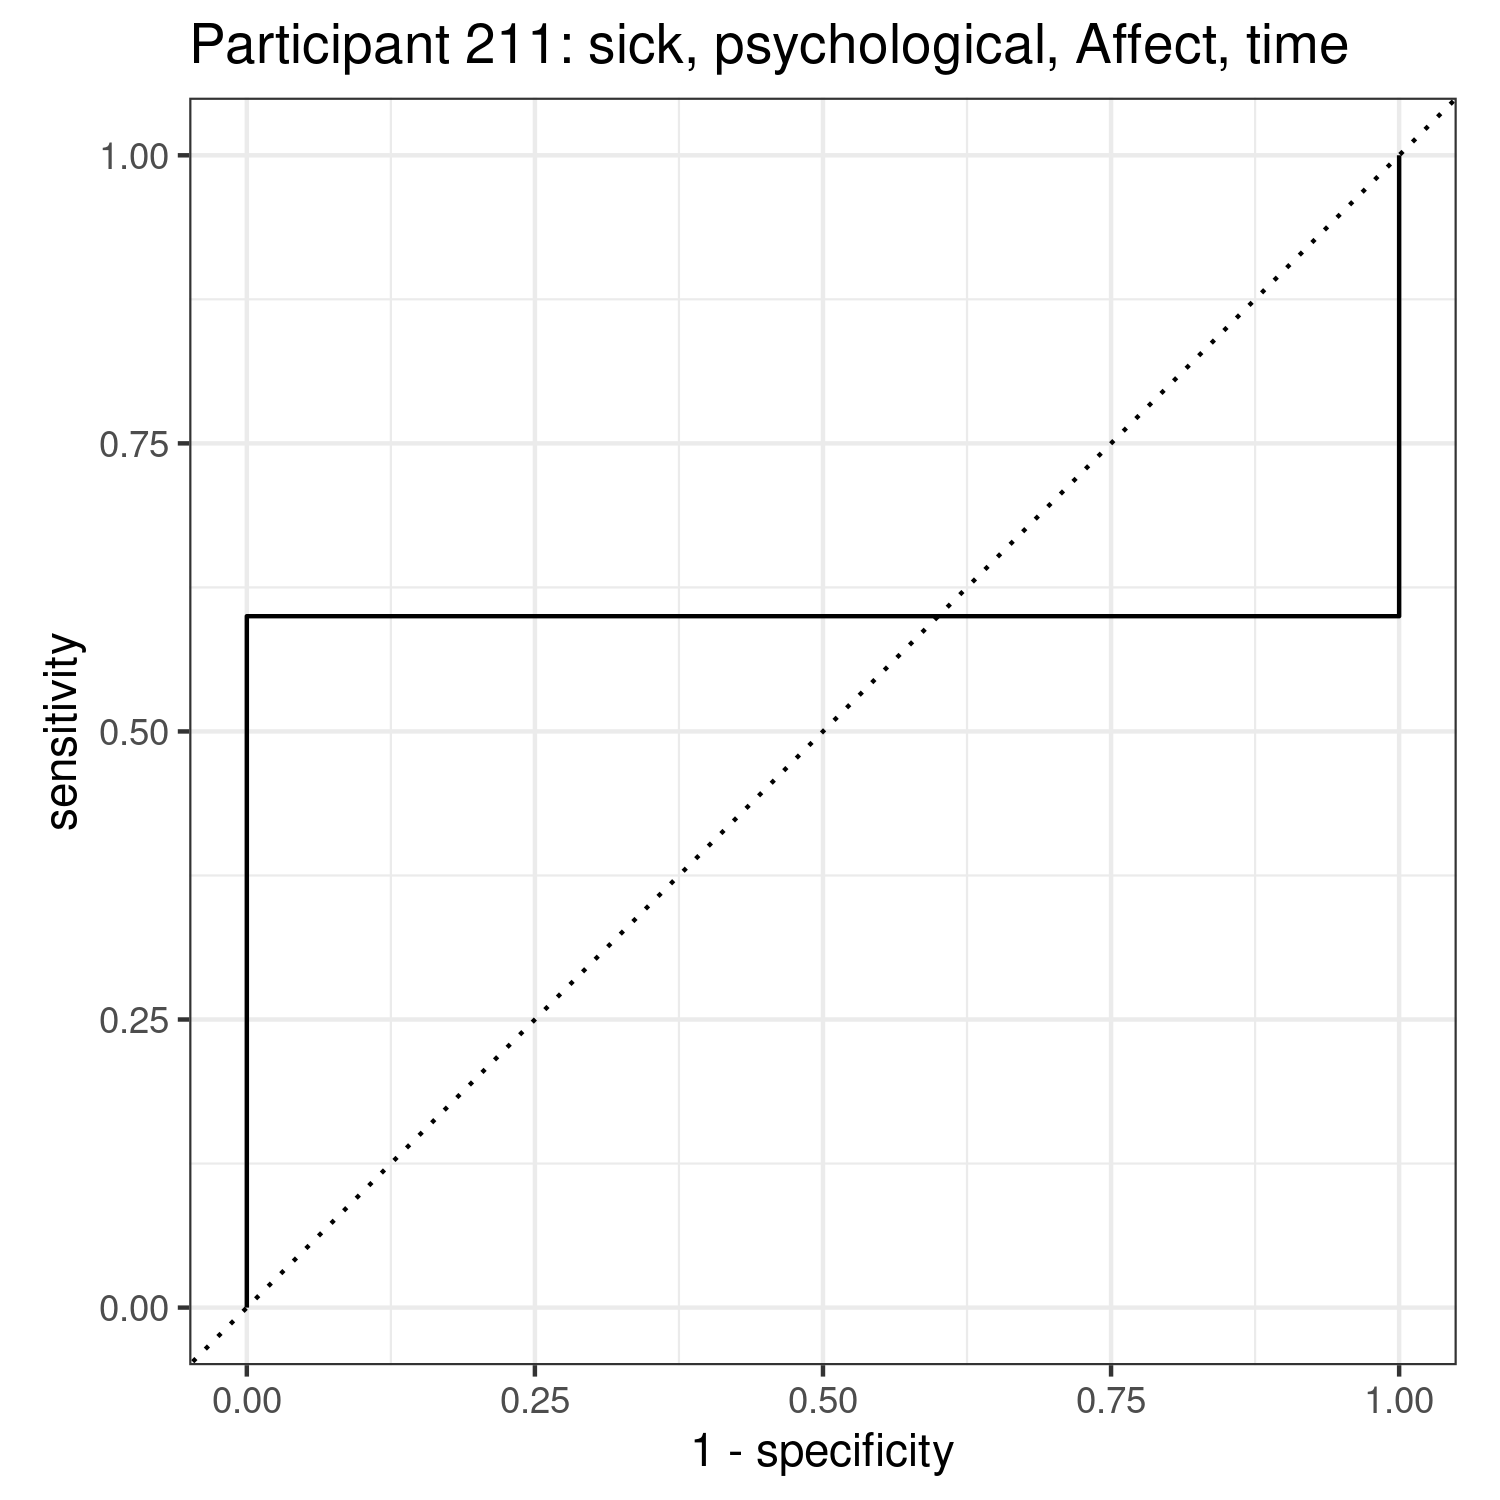 Participant 211: sick, psychological, Affect, time
1.00
0.75
0.50
0.25
0.00
sensitivity
0.00 0.25 0.50 0.75 1.00
1 - specificity